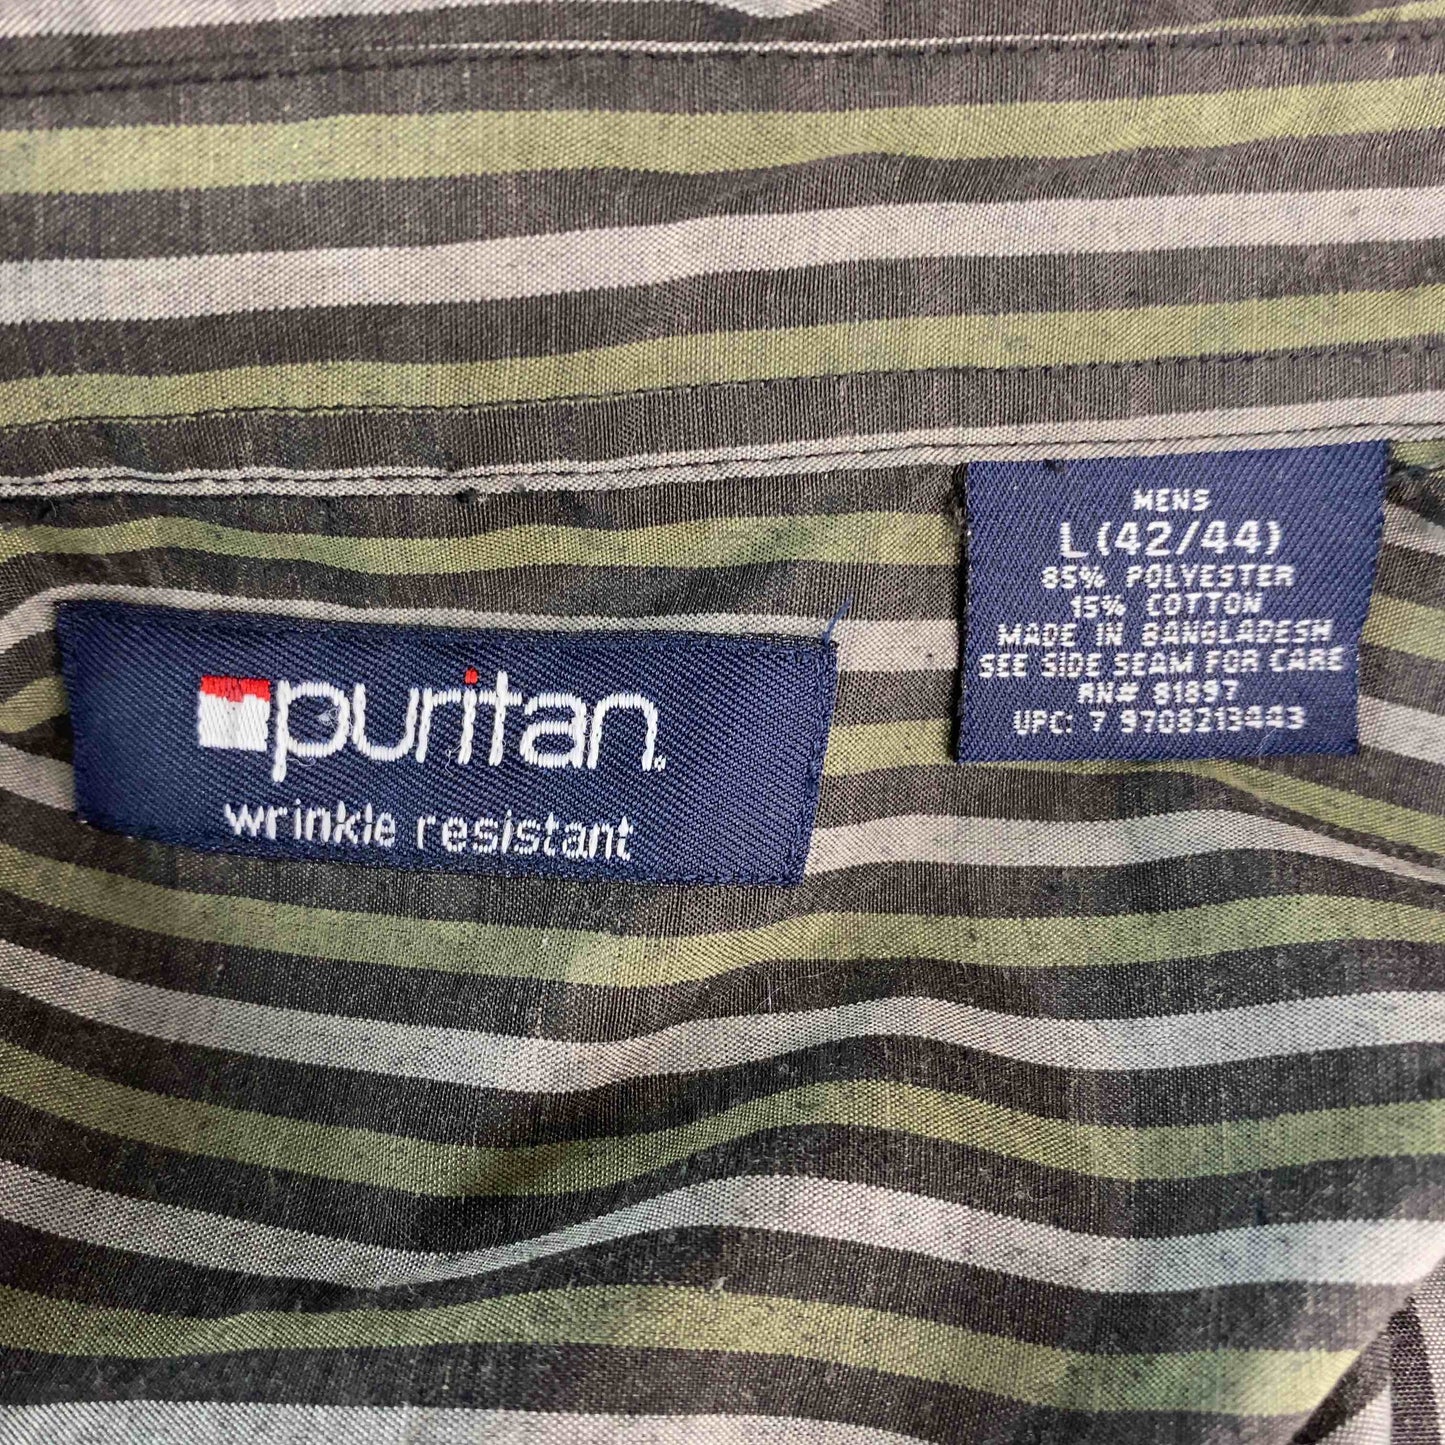 puritan.
wrinkle resistant
MENS
L (42/44)
85% POLYESTER
15% COTTON
MADE IN BANGLADESH
SEE SIDE SEAM FOR CARE
RN# 81897
UPC: 7 9708213443